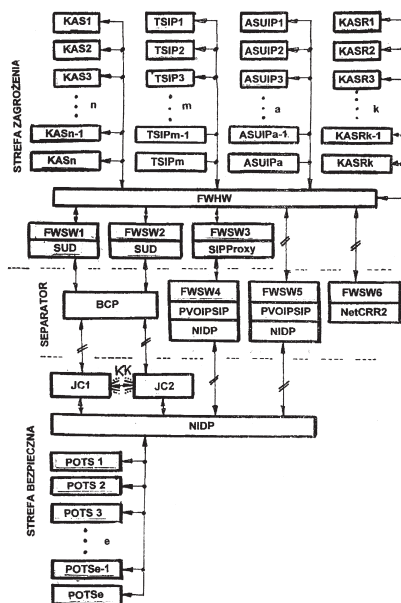 KAS1 TSIP1 ASUIP1 KASR1
KAS2 TSIP2 ASUIP2 KASR2
KAS3 TSIP3 ASUIP3 KASR3
n m a k
KASn-1 TSIPm-1 ASUIPa-1 KASRk-1
KASn TSIPm ASUIPa KASRk
STREFA ZAGROŻENIA
FWHW
FWSW1 FWSW2 FWSW3
SUD SUD SIPProxy
SEPARATOR
BCP
FWSW4 FWSW5 FWSW6
PVOIPSIP PVOIPSIP NetCRR2
NIDP NIDP
KK
JC1 JC2
NIDP
STREFA BEZPIECZNA
POTS 1
POTS 2
POTS 3
e
POTSe-1
POTSe